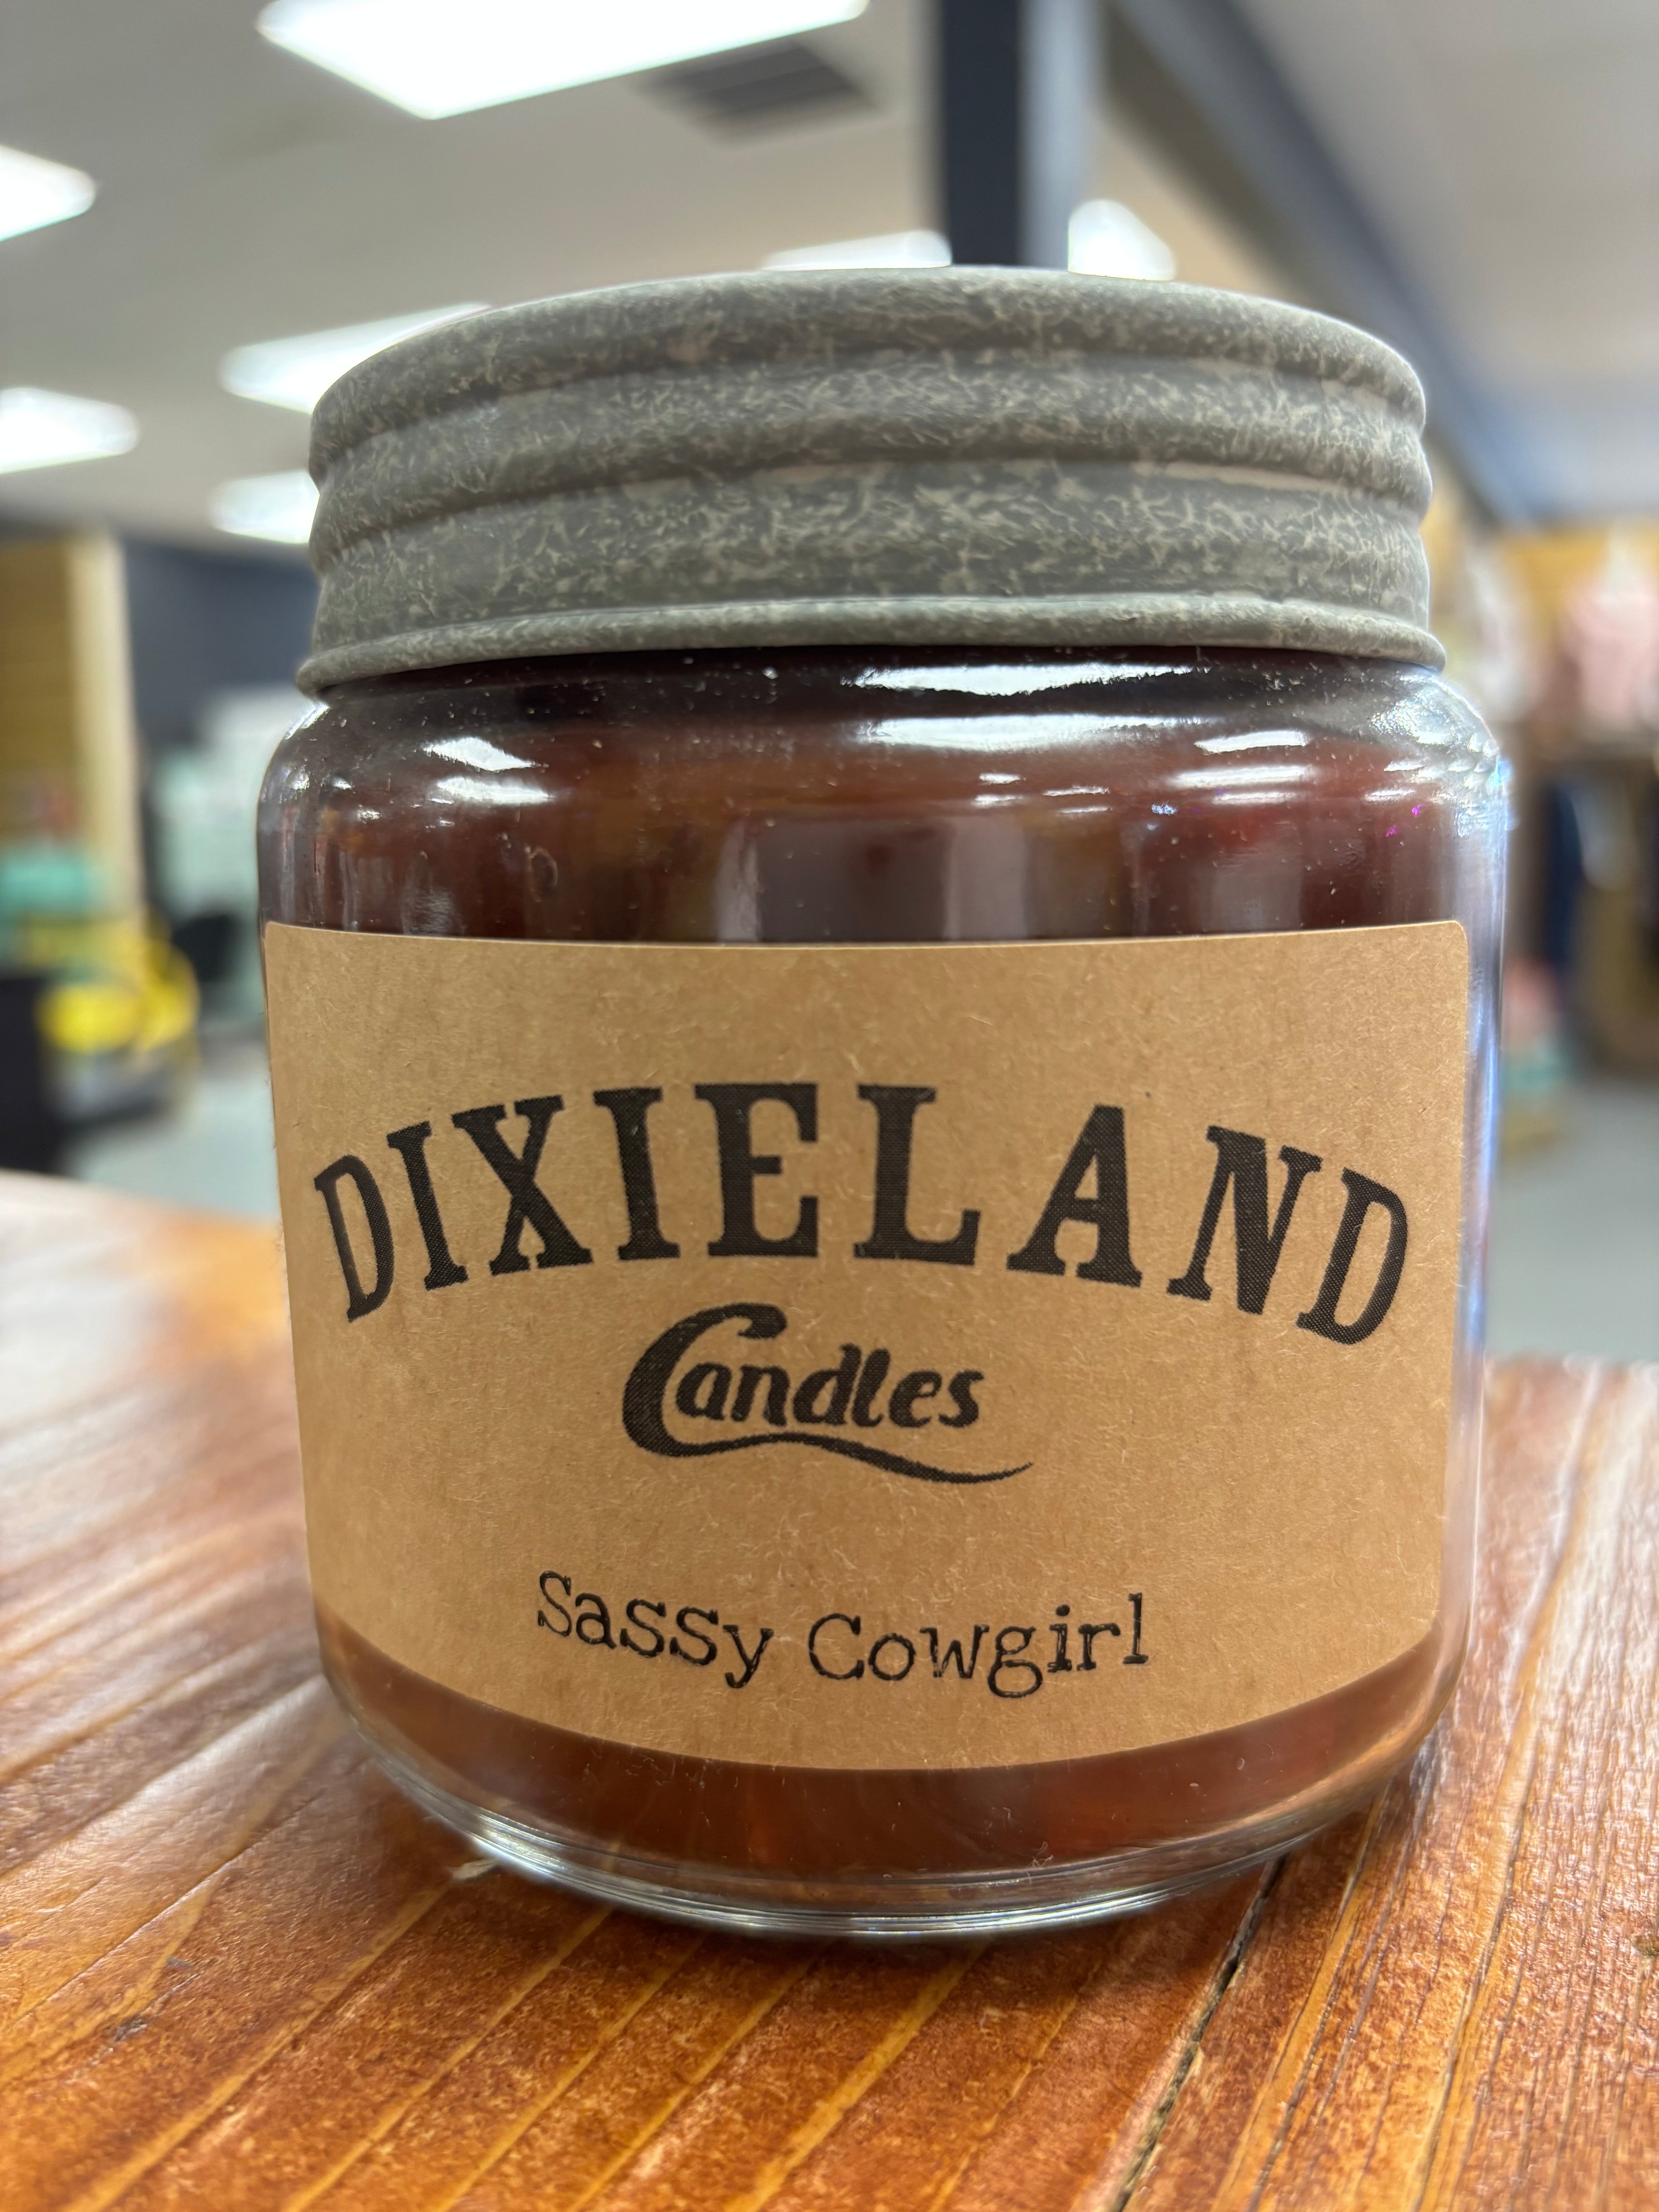 DIXIELAND
Candles
Sassy Cowgirl